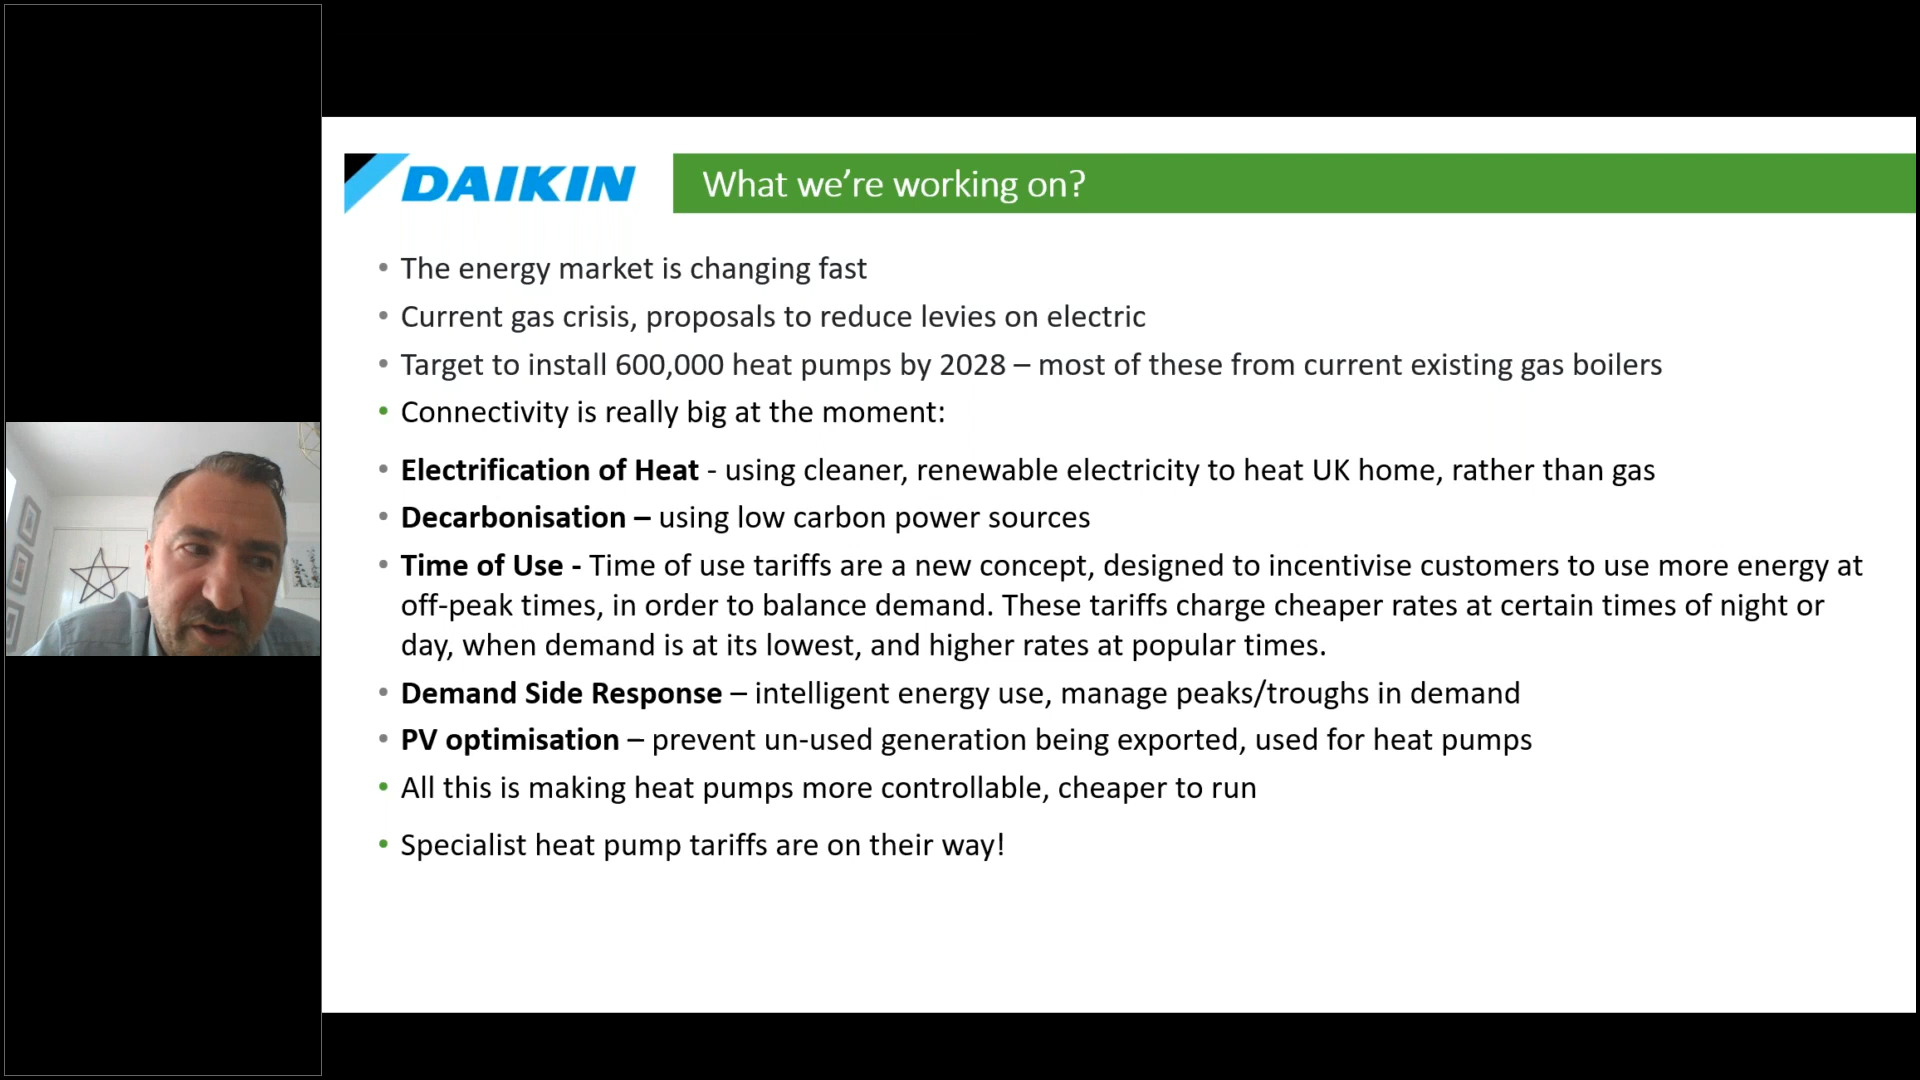 DAIKIN
What we're working on?
• The energy market is changing fast
• Current gas crisis, proposals to reduce levies on electric
• Target to install 600,000 heat pumps by 2028 – most of these from current existing gas boilers
• Connectivity is really big at the moment:
• Electrification of Heat - using cleaner, renewable electricity to heat UK home, rather than gas
• Decarbonisation – using low carbon power sources
• Time of Use - Time of use tariffs are a new concept, designed to incentivise customers to use more energy at
off-peak times, in order to balance demand. These tariffs charge cheaper rates at certain times of night or
day, when demand is at its lowest, and higher rates at popular times.
• Demand Side Response – intelligent energy use, manage peaks/troughs in demand
• PV optimisation – prevent un-used generation being exported, used for heat pumps
• All this is making heat pumps more controllable, cheaper to run
• Specialist heat pump tariffs are on their way!